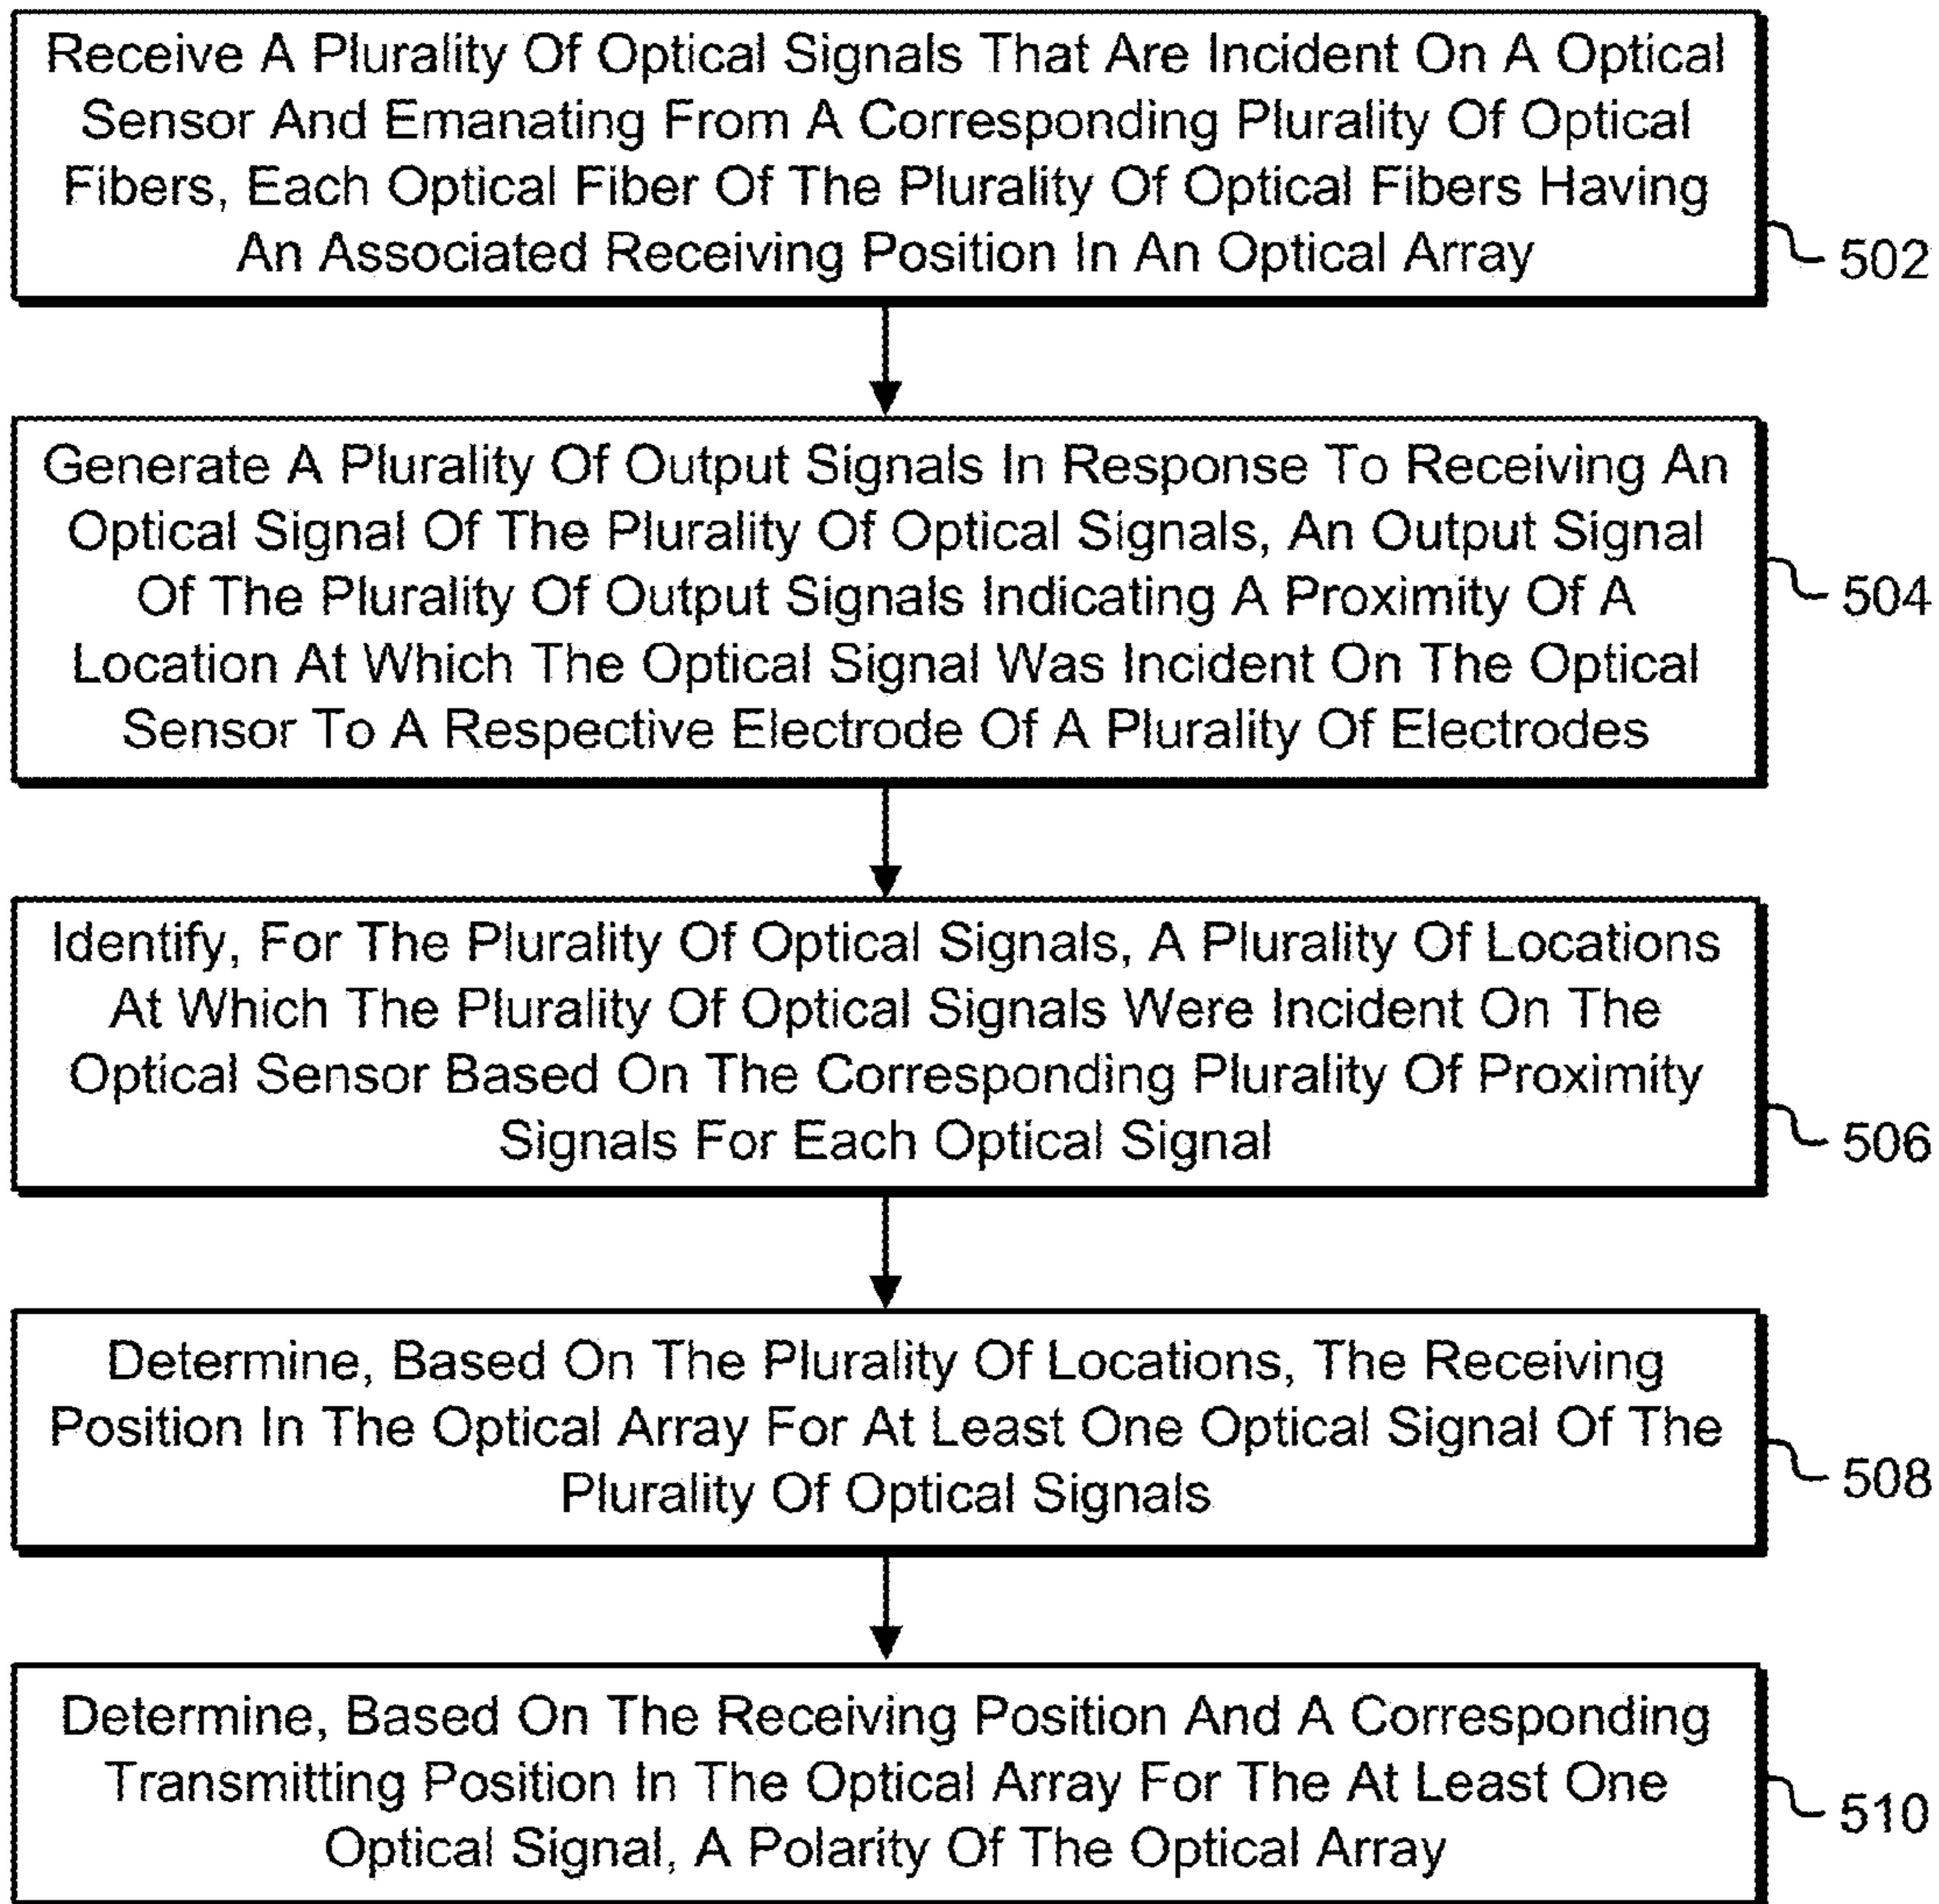 Receive A Plurality Of Optical Signals That Are Incident On A Optical
Sensor And Emanating From A Corresponding Plurality Of Optical
Fibers, Each Optical Fiber Of The Plurality Of Optical Fibers Having
An Associated Receiving Position In An Optical Array
502
Generate A Plurality Of Output Signals In Response To Receiving An
Optical Signal Of The Plurality Of Optical Signals, An Output Signal
Of The Plurality Of Output Signals Indicating A Proximity Of A
Location At Which The Optical Signal Was Incident On The Optical
Sensor To A Respective Electrode Of A Plurality Of Electrodes
504
Identify, For The Plurality Of Optical Signals, A Plurality Of Locations
At Which The Plurality Of Optical Signals Were Incident On The
Optical Sensor Based On The Corresponding Plurality Of Proximity
Signals For Each Optical Signal
506
Determine, Based On The Plurality Of Locations, The Receiving
Position In The Optical Array For At Least One Optical Signal Of The
Plurality Of Optical Signals
508
Determine, Based On The Receiving Position And A Corresponding
Transmitting Position In The Optical Array For The At Least One
Optical Signal, A Polarity Of The Optical Array
510